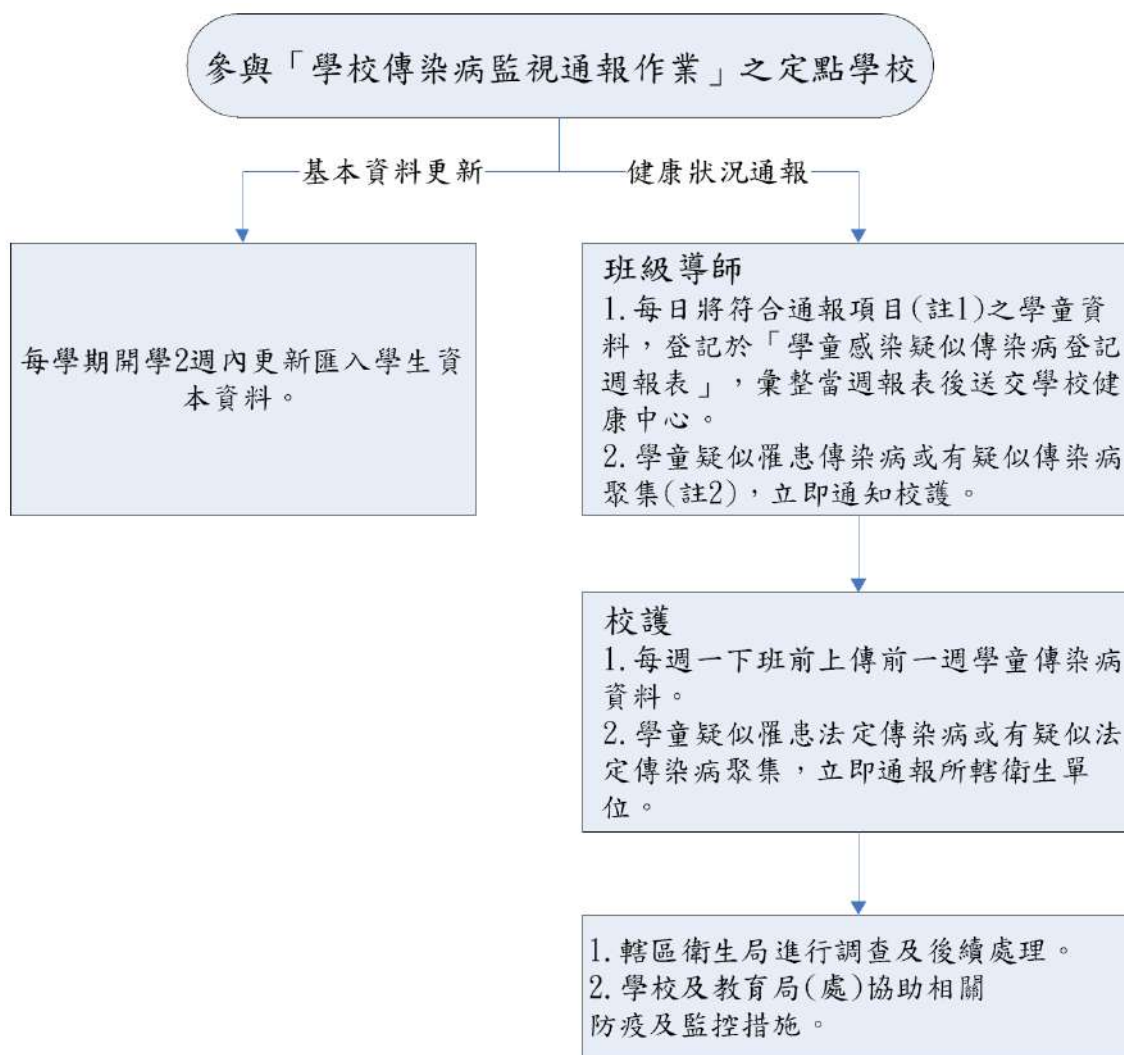 參與「學校傳染病監視通報作業」之定點學校
基本資料更新
健康狀況通報
每學期開學2週內更新匯入學生資
本資料。
班級導師
1.每日將符合通報項目(註1)之學童資
料，登記於「學童感染疑似傳染病登記
週報表」，彙整當週報表後送交學校健
康中心。
2.學童疑似罹患傳染病或有疑似傳染病
聚集(註2)，立即通知校護。
校護
1.每週一下班前上傳前一週學童傳染病
資料。
2.學童疑似罹患法定傳染病或有疑似法
定傳染病聚集，立即通報所轄衛生單
位。
1.轄區衛生局進行調查及後續處理。
2.學校及教育局(處)協助相關
防疫及監控措施。